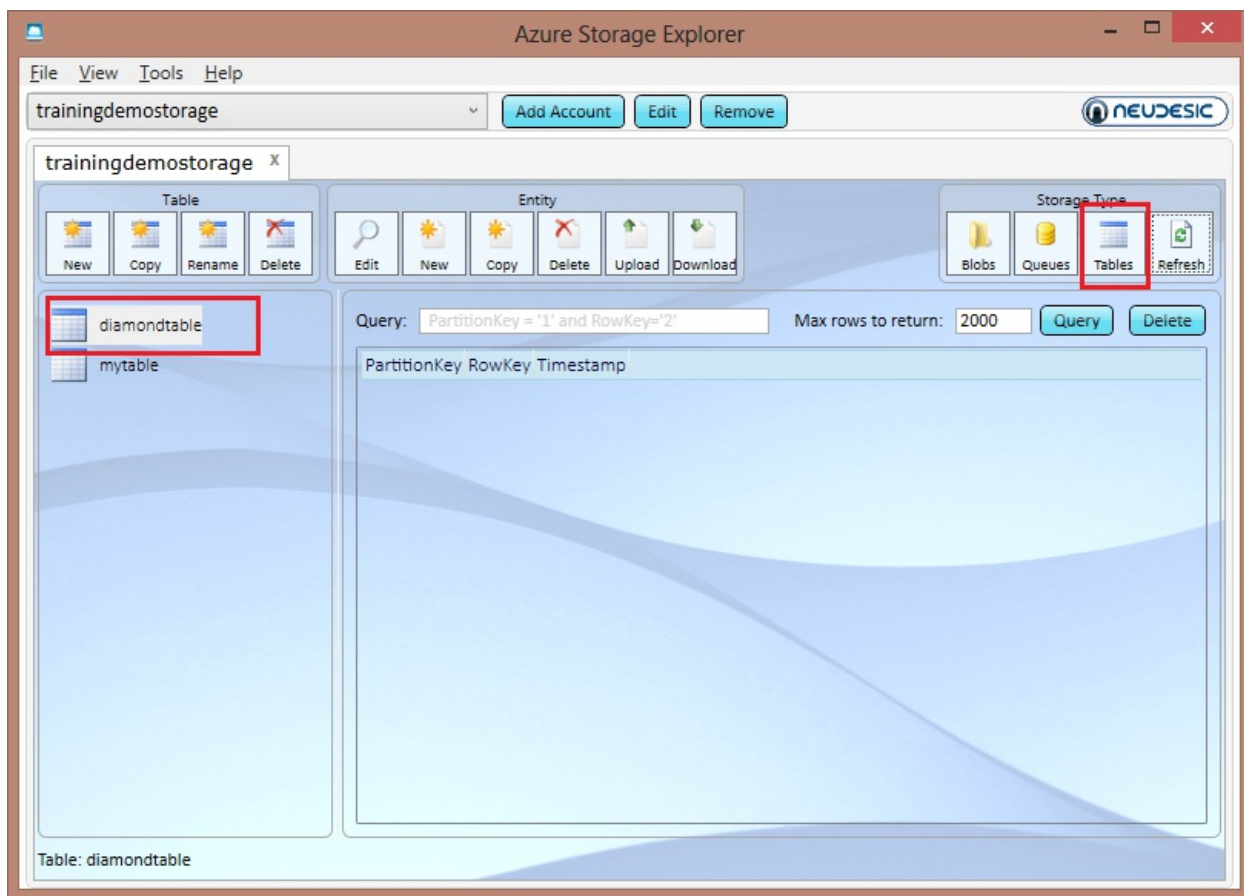 Azure Storage Explorer
File View Tools Help
trainingdemostorage Add Account Edit Remove NEUDESIC
trainingdemostorage X
Table Entity Storage Type
New Copy Rename Delete Edit New Copy Delete Upload Download Blobs Queues Tables Refresh
diamondtable
mytable
Query: PartitionKey = '1' and RowKey='2' Max rows to return: 2000 Query Delete
PartitionKey RowKey Timestamp
Table: diamondtable